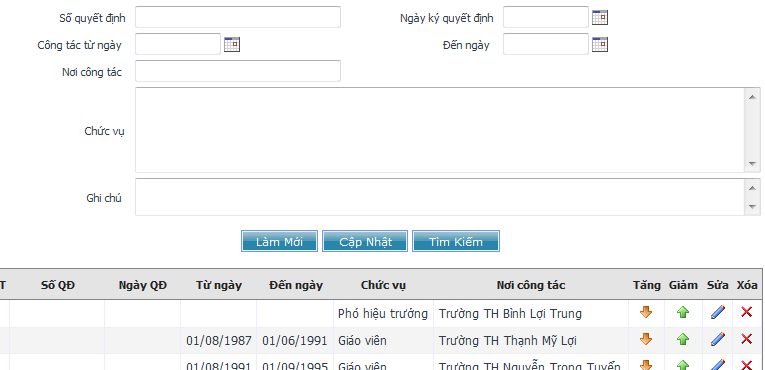 Số quyết định Ngày ký quyết định
Công tác từ ngày Đến ngày
Nơi công tác
Chức vụ
Ghi chú
Làm Mới Cập Nhật Tìm Kiếm
T Số QĐ Ngày QĐ Từ ngày Đến ngày Chức vụ Nơi công tác Tăng Giảm Sửa Xóa
Phó hiệu trưởng Trường TH Bình Lợi Trung
01/08/1987 01/06/1991 Giáo viên Trường TH Thạnh Mỹ Lợi
01/08/1991 01/09/1995 Giáo viên Trường TH Nguyễn Trọng Tuyển